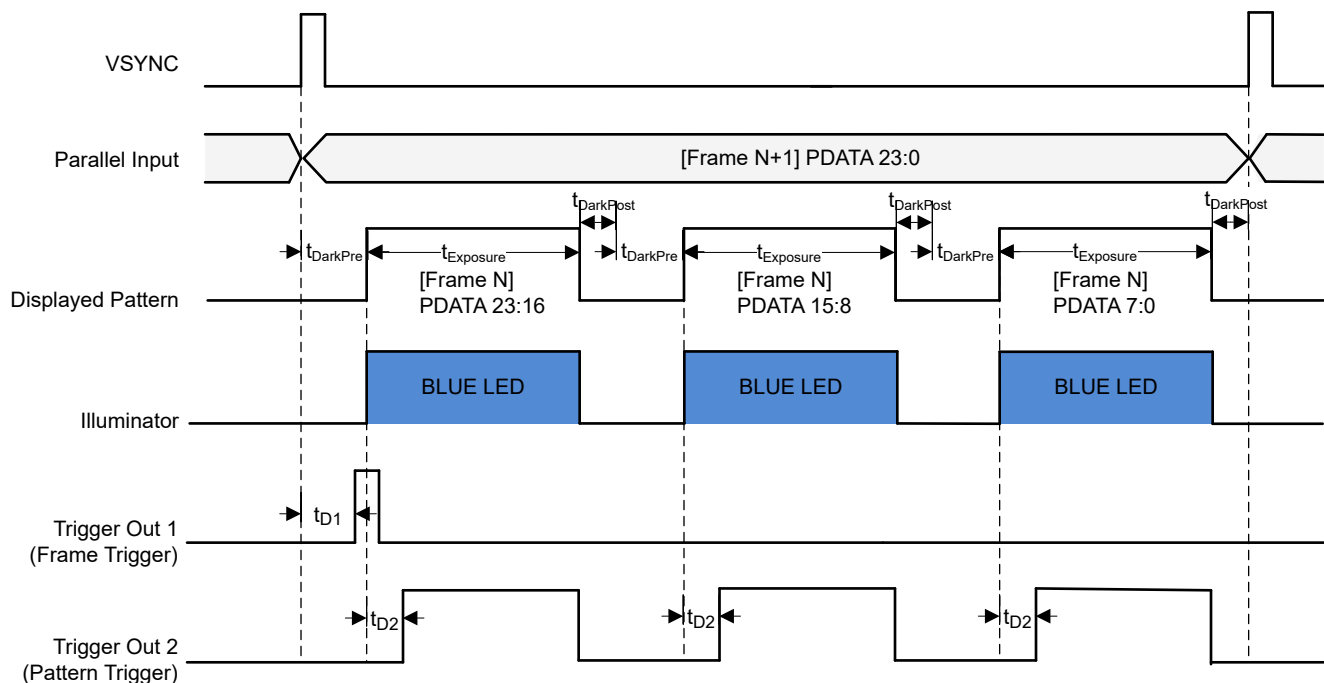 VSYNC
Parallel Input
[Frame N+1] PDATA 23:0
tDarkPost
tDarkPost
tDarkPost
tDarkPre
tExposure
tDarkPre
tExposure
tDarkPre
tExposure
Displayed Pattern
[Frame N]
PDATA 23:16
[Frame N]
PDATA 15:8
[Frame N]
PDATA 7:0
BLUE LED
BLUE LED
BLUE LED
Illuminator
tD1
Trigger Out 1
(Frame Trigger)
tD2
tD2
tD2
Trigger Out 2
(Pattern Trigger)